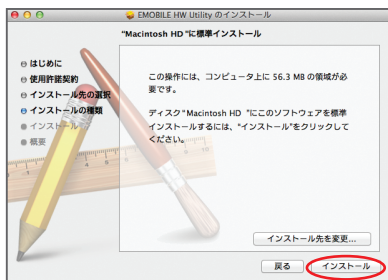 EMOBILE HW Utility のインストール
"Macintosh HD "に標準インストール
はじめに
使用許諾契約
インストール先の選択
インストールの種類
インストール
概要
この操作には、コンピュータ上に 56.3 MB の領域が必
要です。
ディスク"Macintosh HD "にこのソフトウェアを標準
インストールするには、"インストール"をクリックして
ください。
インストール先を変更...
戻る
インストール